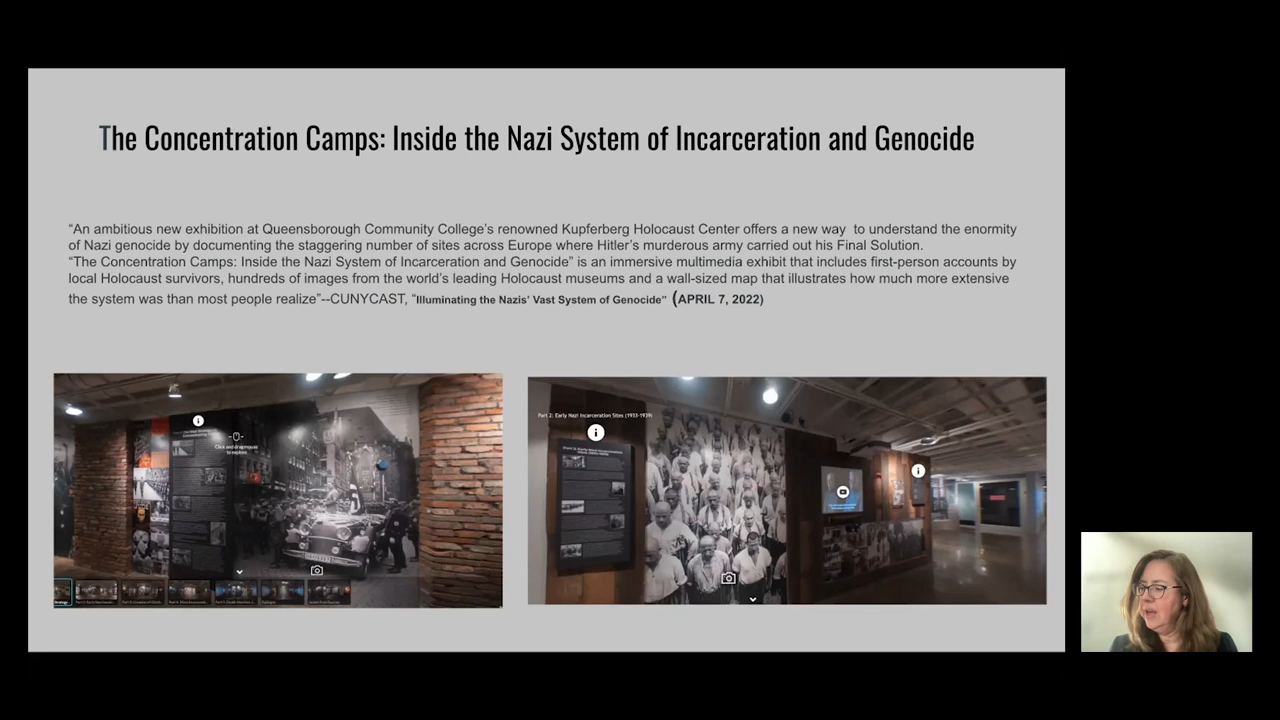 The Concentration Camps: Inside the Nazi System of Incarceration and Genocide
“An ambitious new exhibition at Queensborough Community College’s renowned Kupferberg Holocaust Center offers a new way to understand the enormity
of Nazi genocide by documenting the staggering number of sites across Europe where Hitler’s murderous army carried out his Final Solution.
“The Concentration Camps: Inside the Nazi System of Incarceration and Genocide” is an immersive multimedia exhibit that includes first-person accounts by
local Holocaust survivors, hundreds of images from the world’s leading Holocaust museums and a wall-sized map that illustrates how much more extensive
the system was than most people realize”--CUNYCAST, “Illuminating the Nazis’ Vast System of Genocide” (APRIL 7, 2022)
Click and drag mouse
to explore
Part 2: Early Nazi Incarceration Sites (1933-1939)